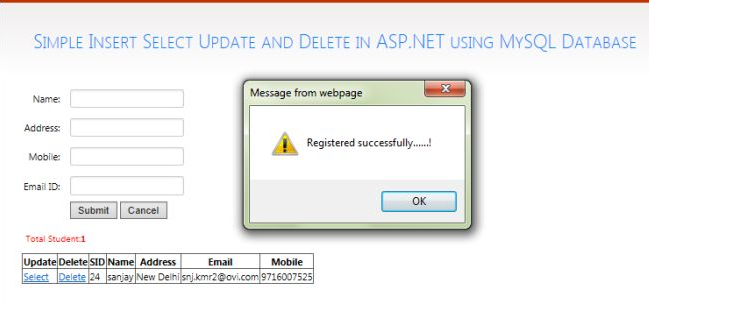 Simple Insert Select Update and Delete in ASP.NET using MySQL Database
Message from webpage
Name:
Address:
Mobile:
Email ID:
Registered successfully......!
OK
Submit Cancel
Total Student:1
Update Delete SID Name Address Email Mobile
Select Delete 24 sanjay New Delhi snj.kmr2@ovi.com 9716007525